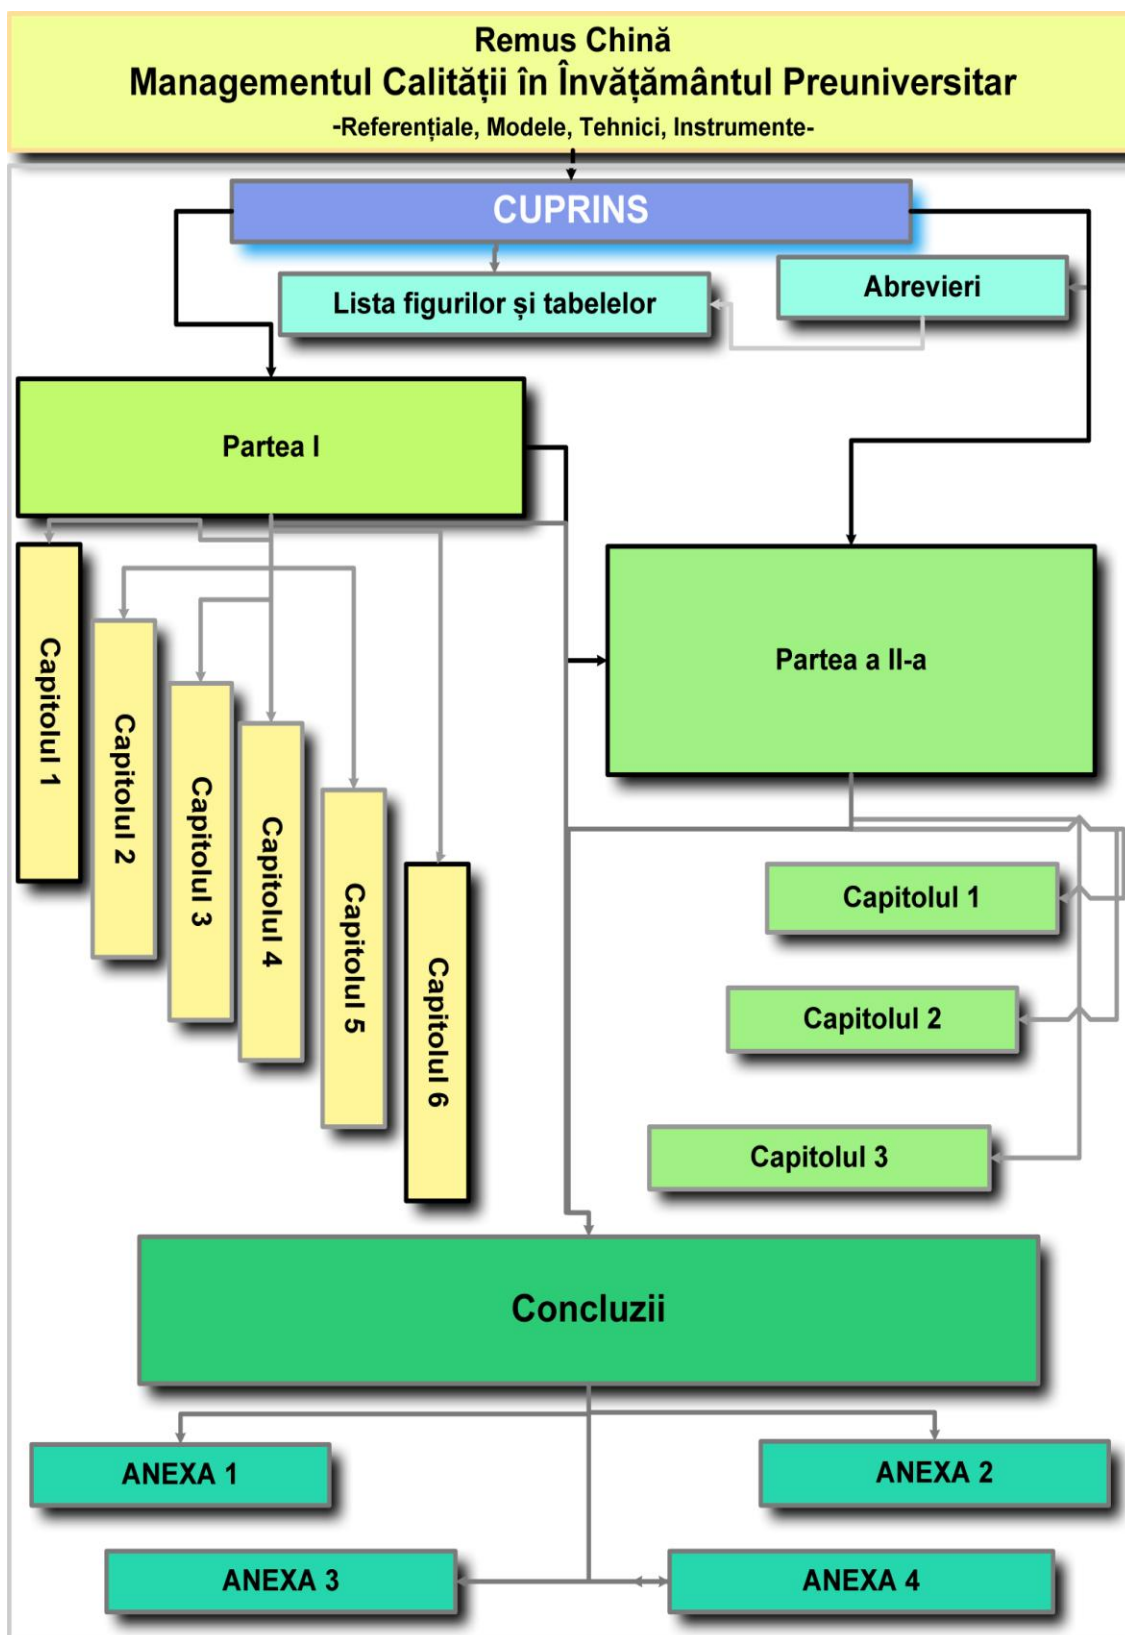 Remus Chină
Managementul Calității în Învățământul Preuniversitar
-Referențiale, Modele, Tehnici, Instrumente-
CUPRINS
Lista figurilor și tabelelor
Abrevieri
Partea I
Partea a II-a
Capitolul 1
Capitolul 2
Capitolul 3
Capitolul 4
Capitolul 5
Capitolul 6
Capitolul 1
Capitolul 2
Capitolul 3
Concluzii
ANEXA 1
ANEXA 2
ANEXA 3
ANEXA 4